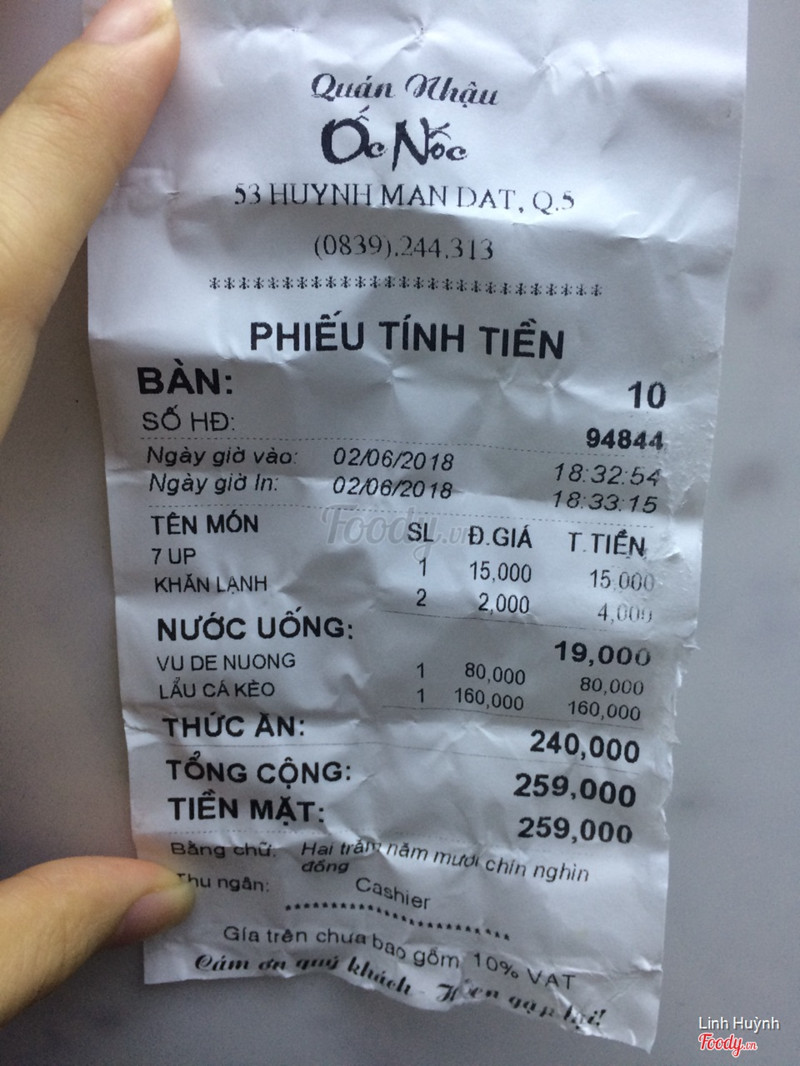 Quán Nhậu
Ốc Nốc
53 HUYNH MAN DAT, Q.5
(0839).244.313
***************************
PHIẾU TÍNH TIỀN
BÀN: 10
SỐ HĐ: 94844
Ngày giờ vào: 02/06/2018 18:32:54
Ngày giờ In: 02/06/2018 18:33:15
TÊN MÓN SL Đ.GIÁ T.TIỀN
7 UP 1 15,000 15,000
KHĂN LẠNH 2 2,000 4,000
NƯỚC UỐNG: 19,000
VU DE NUONG 1 80,000 80,000
LẨU CÁ KÈO 1 160,000 160,000
THỨC ĂN: 240,000
TỔNG CỘNG: 259,000
TIỀN MẶT: 259,000
Bằng chữ: Hai trăm năm mươi chín nghìn
đồng
Thu ngân: Cashier
**************************
Gía trên chưa bao gồm 10% VAT
Cám ơn quý khách - Hẹn gặp lại!
Foody.vn
Linh Huỳnh
Foody.vn